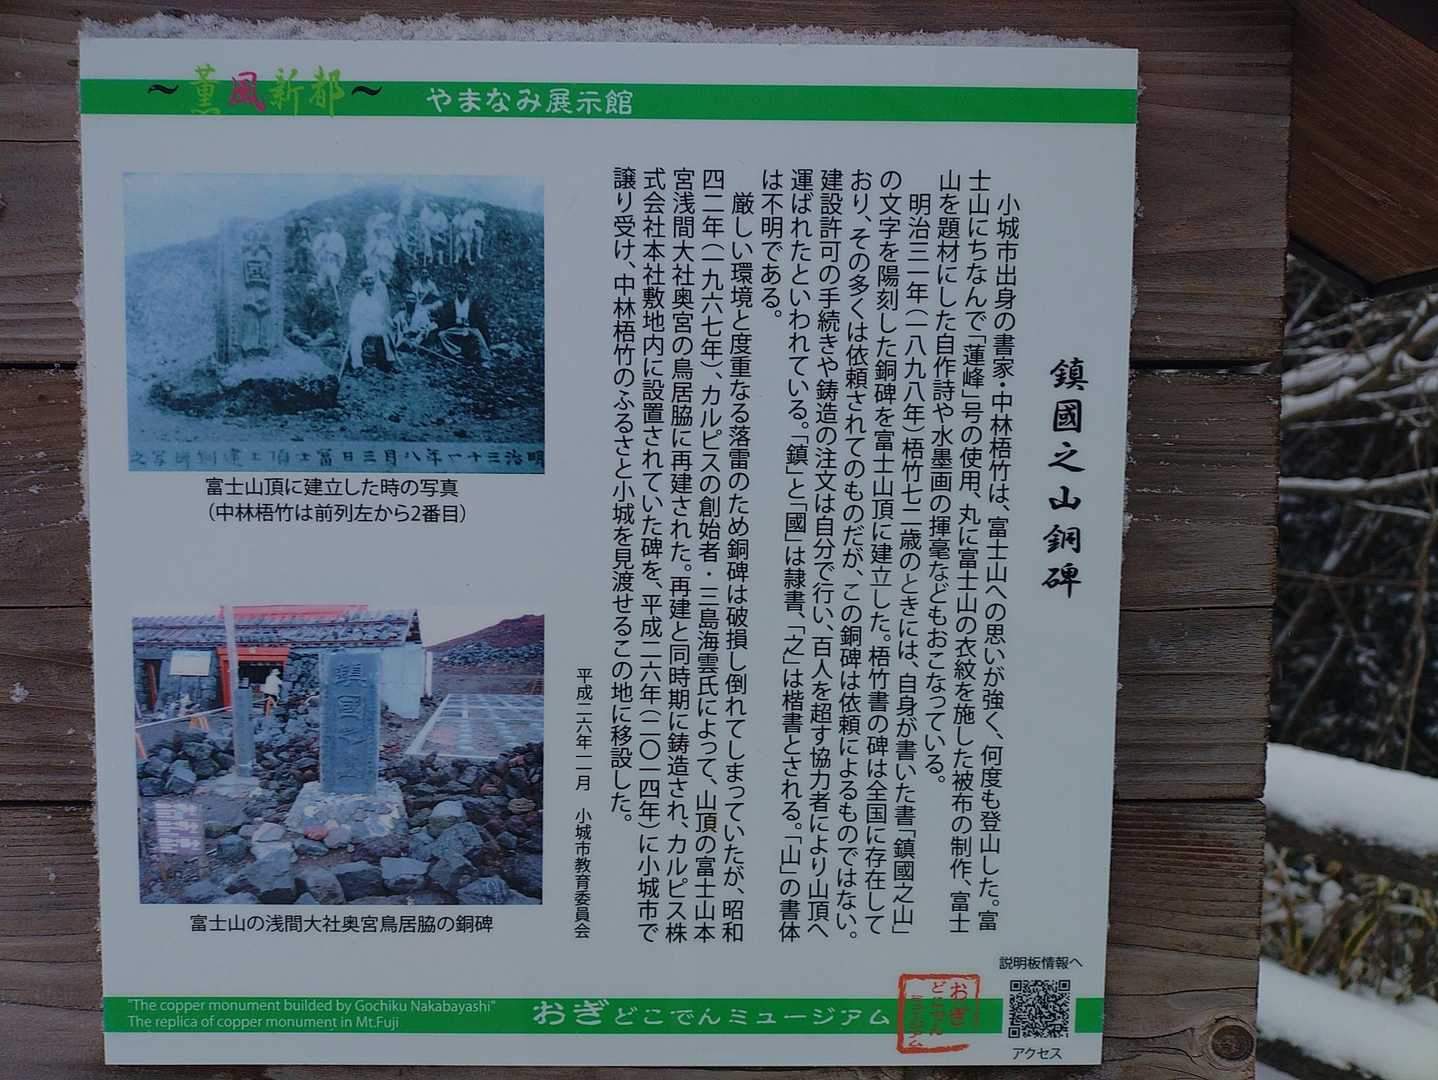 ～薫風新都～ やまなみ展示館
鎮國之山銅碑
小城市出身の書家・中林梧竹は、富士山への思いが強く、何度も登山した。富
士山にちなんで「蓮峰」号の使用、丸に富士山の衣紋を施した被布の制作、富士
山を題材にした自作詩や水墨画の揮毫などもおこなっている。
明治三一年（一八九八年）梧竹七二歳のときには、自身が書いた書「鎮國之山」
の文字を陽刻した銅碑を富士山頂に建立した。梧竹書の碑は全国に存在して
おり、その多くは依頼されてのものだが、この銅碑は依頼によるものではない。
建設許可の手続きや鋳造の注文は自分で行い、百人を超す協力者により山頂へ
運ばれたといわれている。「鎮」と「國」は隷書、「之」は楷書とされる。「山」の書体
は不明である。
厳しい環境と度重なる落雷のため銅碑は破損し倒れてしまっていたが、昭和
四二年（一九六七年）、カルピスの創始者・三島海雲氏によって、山頂の富士山本
宮浅間大社奥宮の鳥居脇に再建された。再建と同時期に鋳造され、カルピス株
式会社本社敷地内に設置されていた碑を、平成二六年（二〇一四年）に小城市で
譲り受け、中林梧竹のふるさと小城を見渡せるこの地に移設した。
平成二六年一一月 小城市教育委員会
明治三十一年八月三日富士頂上建銅碑写之
富士山頂に建立した時の写真
（中林梧竹は前列左から2番目）
鎮國之山
富士山の浅間大社奥宮鳥居脇の銅碑
"The copper monument builded by Gochiku Nakabayashi"
The replica of copper monument in Mt.Fuji
おぎどこでんミュージアム
おぎ
どこでん
ミュージアム
説明板情報へ
アクセス